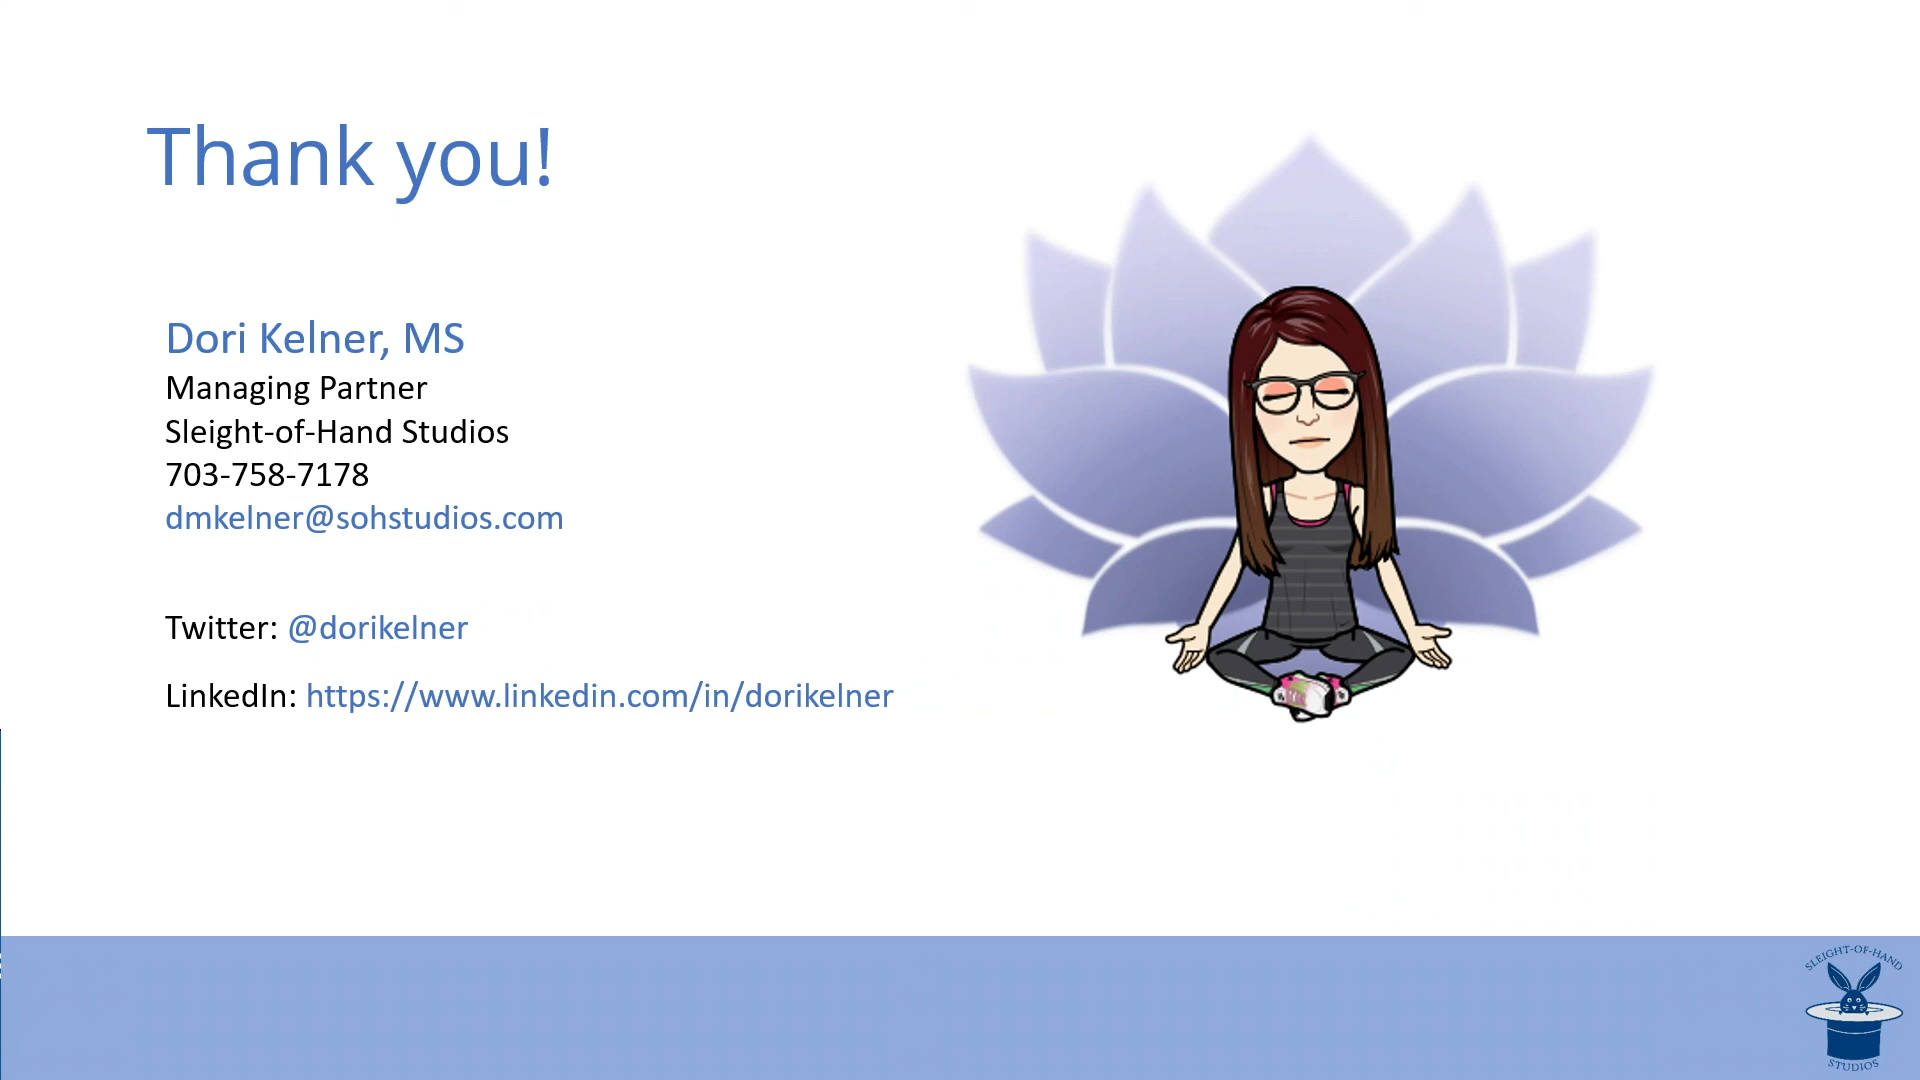 Thank you!
Dori Kelner, MS
Managing Partner
Sleight-of-Hand Studios
703-758-7178
dmkelner@sohstudios.com
Twitter: @dorikelner
LinkedIn: https://www.linkedin.com/in/dorikelner
SLEIGHT-OF-HAND
STUDIOS